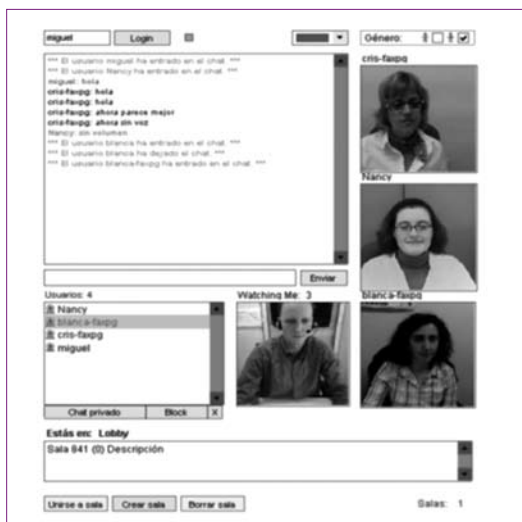 miguel Login Género:
*** El usuario miguel ha entrado en el chat. ***
*** El usuario Nancy ha entrado en el chat. ***
miguel: hola
cris-faxpg: hola
cris-faxpg: hola
cris-faxpg: ahora parece mejor
cris-faxpg: ahora sin voz
Nancy: sin volumen
*** El usuario blanca ha entrado en el chat. ***
*** El usuario blanca ha dejado el chat. ***
*** El usuario blanca-faxpg ha entrado en el chat. ***
cris-faxpg
Nancy
Enviar
Usuarios: 4
Watching Me: 3
blanca-faxpg
Nancy
blanca-faxpg
cris-faxpg
miguel
Chat privado Block X
Estás en: Lobby
Sala 841 (0) Descripción
Unirse a sala Crear sala Borrar sala Salas: 1